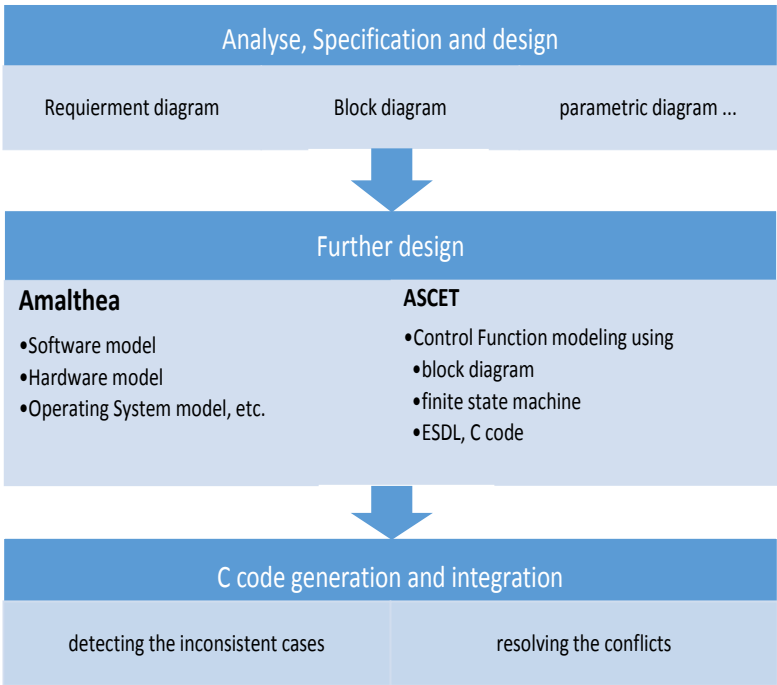 Analyse, Specification and design
Requierment diagram Block diagram parametric diagram ...
Further design
Amalthea
•Software model
•Hardware model
•Operating System model, etc.
ASCET
•Control Function modeling using
•block diagram
•finite state machine
•ESDL, C code
C code generation and integration
detecting the inconsistent cases resolving the conflicts